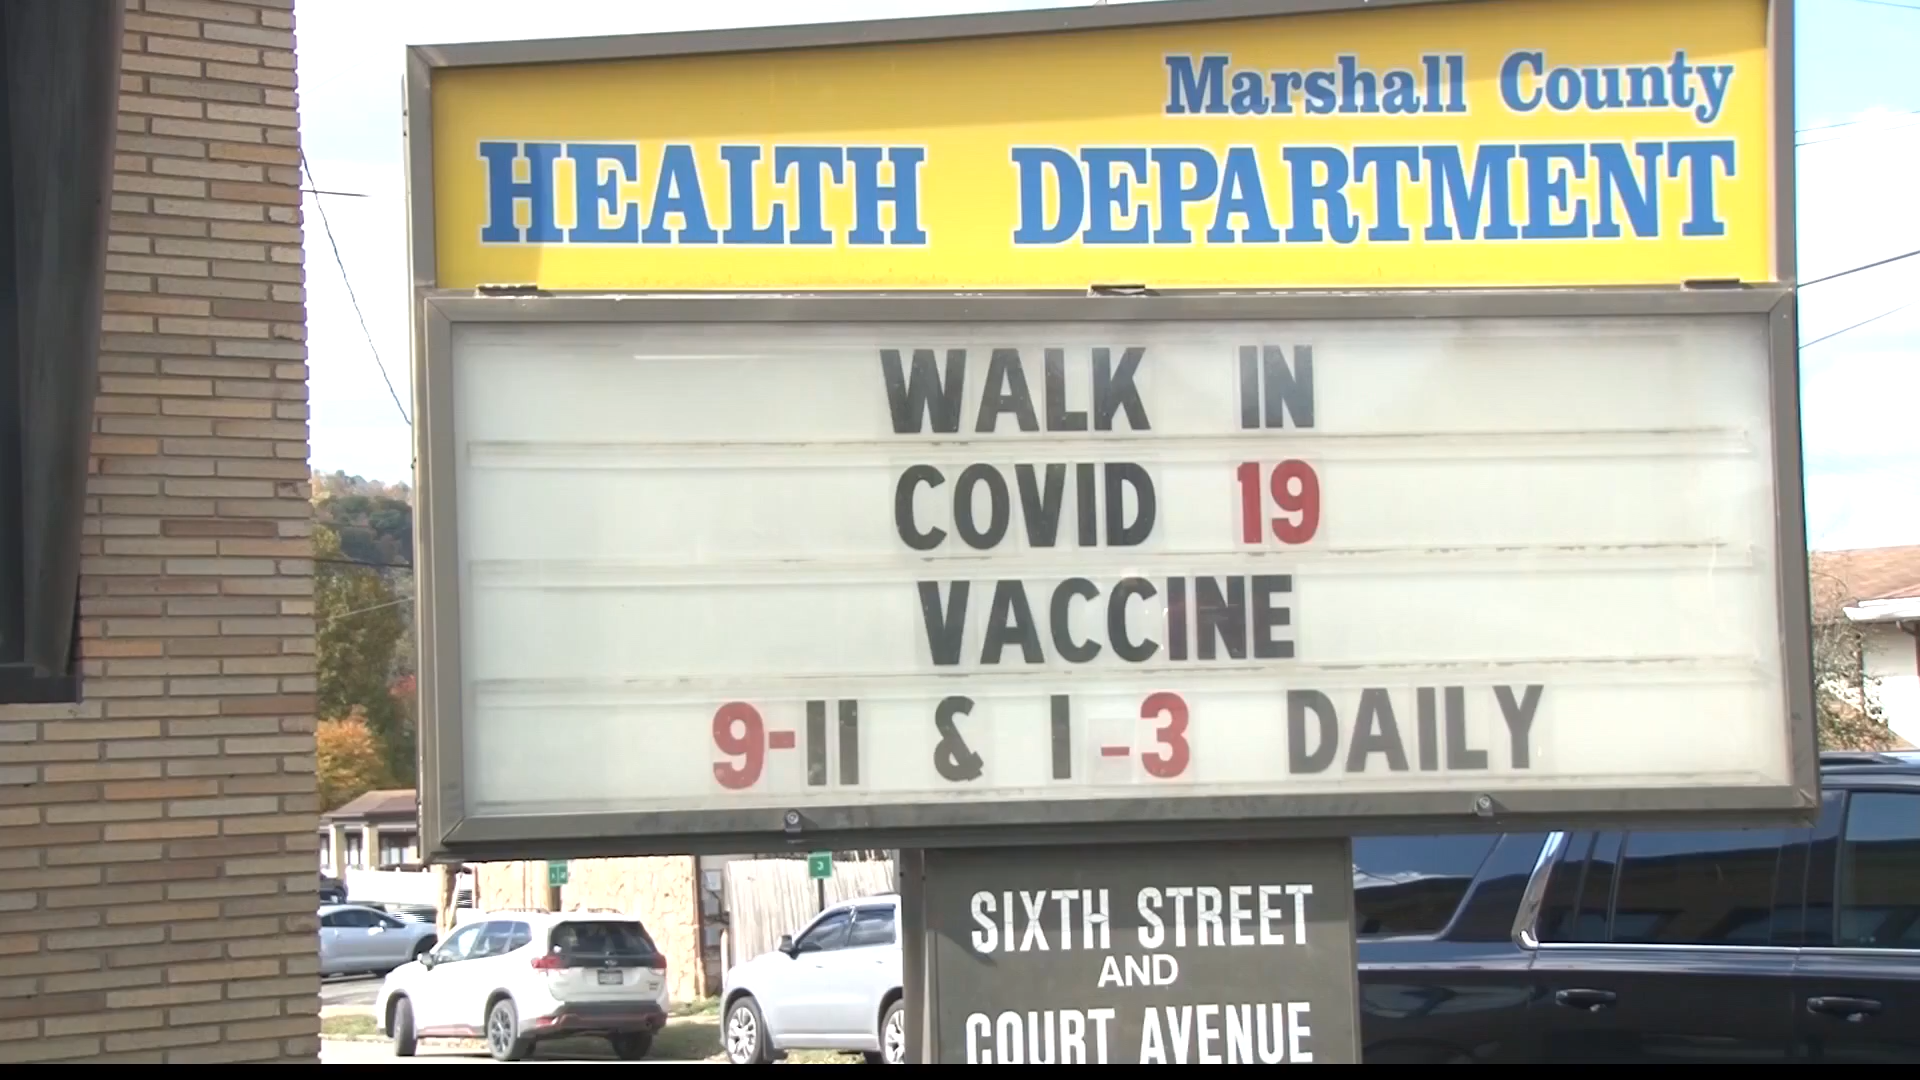 Marshall County
HEALTH DEPARTMENT
WALK IN
COVID 19
VACCINE
9-11 & 1-3 DAILY
SIXTH STREET
AND
COURT AVENUE
3